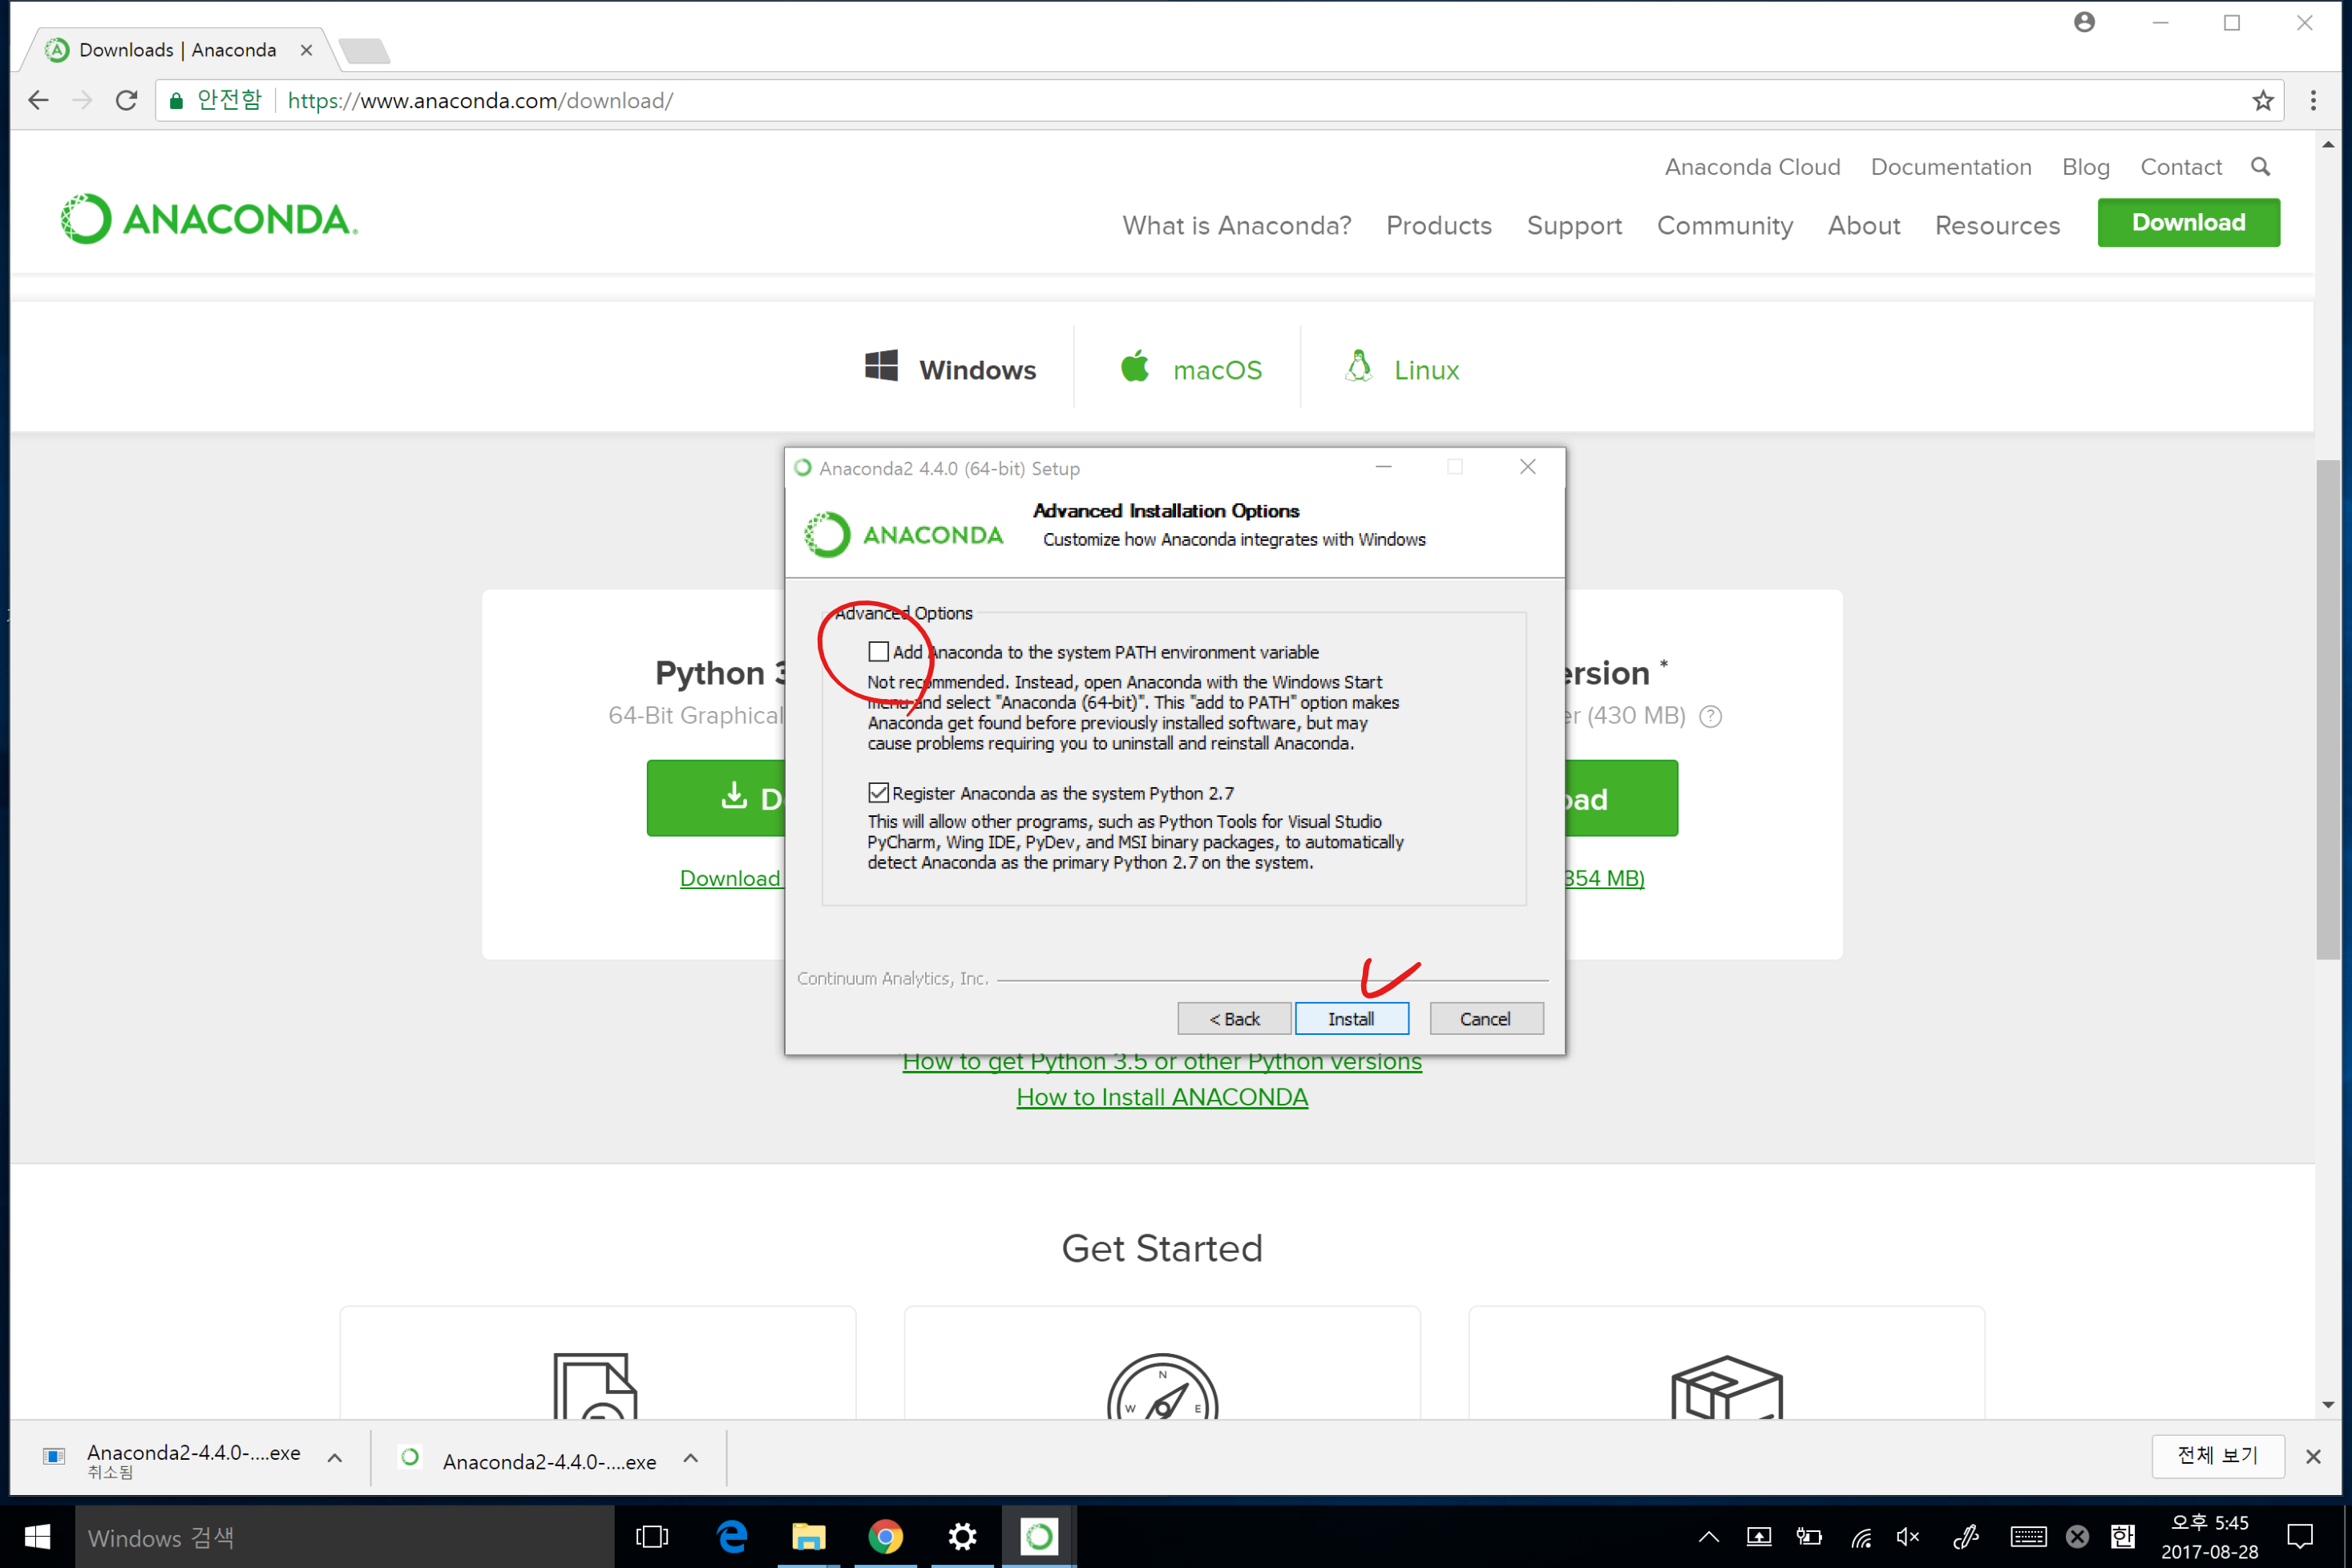 Downloads | Anaconda
안전함
https://www.anaconda.com/download/
Anaconda Cloud Documentation Blog Contact
ANACONDA.
What is Anaconda? Products Support Community About Resources Download
Windows macOS Linux
Anaconda2 4.4.0 (64-bit) Setup
ANACONDA
Advanced Installation Options
Customize how Anaconda integrates with Windows
Advanced Options
Add Anaconda to the system PATH environment variable
Not recommended. Instead, open Anaconda with the Windows Start
menu and select "Anaconda (64-bit)". This "add to PATH" option makes
Anaconda get found before previously installed software, but may
cause problems requiring you to uninstall and reinstall Anaconda.
Register Anaconda as the system Python 2.7
This will allow other programs, such as Python Tools for Visual Studio
PyCharm, Wing IDE, PyDev, and MSI binary packages, to automatically
detect Anaconda as the primary Python 2.7 on the system.
Continuum Analytics, Inc.
< Back Install Cancel
Python 3
64-Bit Graphical
D
Download
ersion *
er (430 MB) ?
oad
354 MB)
How to get Python 3.5 or other Python versions
How to Install ANACONDA
Get Started
N
W E
Anaconda2-4.4.0-....exe
취소됨
Anaconda2-4.4.0-....exe
전체 보기
Windows 검색
한
오후 5:45
2017-08-28